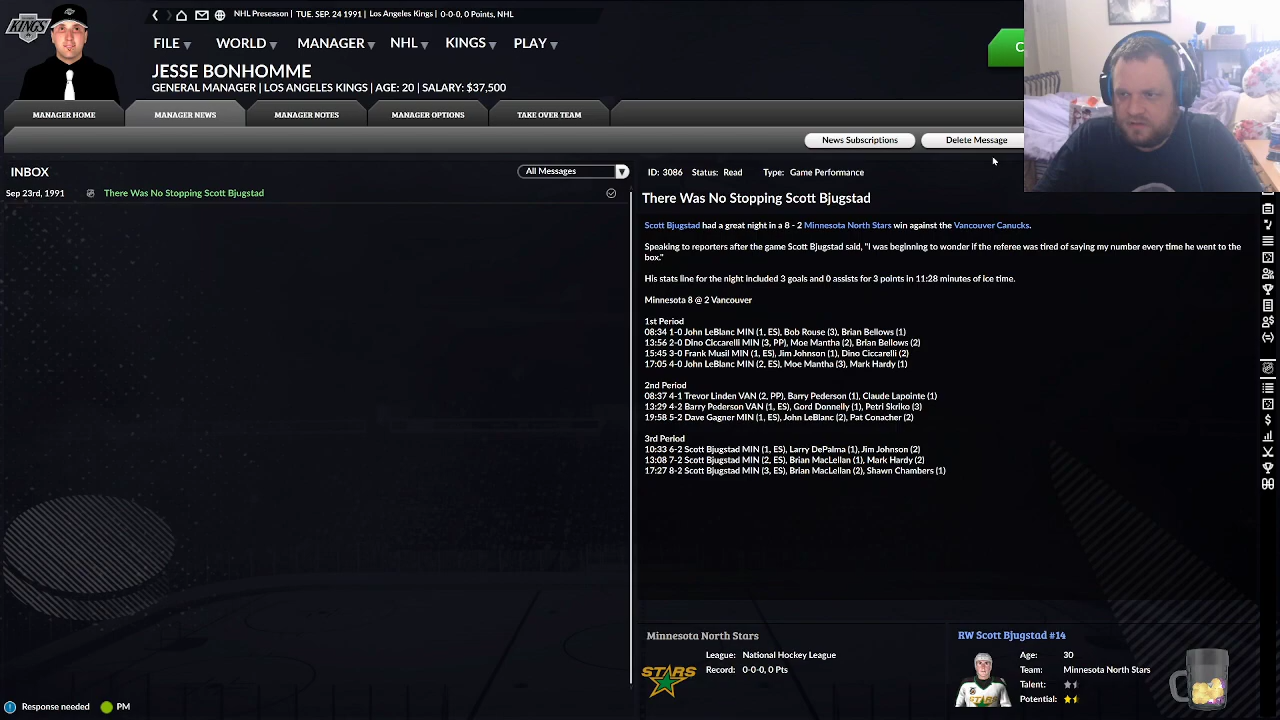 KINGS
NHL Preseason | TUE. SEP. 24 1991 | Los Angeles Kings | 0-0-0, 0 Points, NHL
FILE WORLD MANAGER NHL KINGS PLAY
C
JESSE BONHOMME
GENERAL MANAGER | LOS ANGELES KINGS | AGE: 20 | SALARY: $37,500
MANAGER HOME MANAGER NEWS MANAGER NOTES MANAGER OPTIONS TAKE OVER TEAM
News Subscriptions Delete Message
INBOX All Messages
Sep 23rd, 1991 There Was No Stopping Scott Bjugstad
ID: 3086 Status: Read Type: Game Performance
There Was No Stopping Scott Bjugstad
Scott Bjugstad had a great night in a 8 - 2 Minnesota North Stars win against the Vancouver Canucks.
Speaking to reporters after the game Scott Bjugstad said, "I was beginning to wonder if the referee was tired of saying my number every time he went to the
box."
His stats line for the night included 3 goals and 0 assists for 3 points in 11:28 minutes of ice time.
Minnesota 8 @ 2 Vancouver
1st Period
08:34 1-0 John LeBlanc MIN (1, ES), Bob Rouse (3), Brian Bellows (1)
13:56 2-0 Dino Ciccarelli MIN (3, PP), Moe Mantha (2), Brian Bellows (2)
15:45 3-0 Frank Musil MIN (1, ES), Jim Johnson (1), Dino Ciccarelli (2)
17:05 4-0 John LeBlanc MIN (2, ES), Moe Mantha (3), Mark Hardy (1)
2nd Period
08:37 4-1 Trevor Linden VAN (2, PP), Barry Pederson (1), Claude Lapointe (1)
13:29 4-2 Barry Pederson VAN (1, ES), Gord Donnelly (1), Petri Skriko (3)
19:58 5-2 Dave Gagner MIN (1, ES), John LeBlanc (2), Pat Conacher (2)
3rd Period
10:33 6-2 Scott Bjugstad MIN (1, ES), Larry DePalma (1), Jim Johnson (2)
13:08 7-2 Scott Bjugstad MIN (2, ES), Brian MacLellan (1), Mark Hardy (2)
17:27 8-2 Scott Bjugstad MIN (3, ES), Brian MacLellan (2), Shawn Chambers (1)
Minnesota North Stars
League: National Hockey League
Record: 0-0-0, 0 Pts
STARS
RW Scott Bjugstad #14
Age: 30
Team: Minnesota North Stars
Talent:
Potential:
Response needed PM